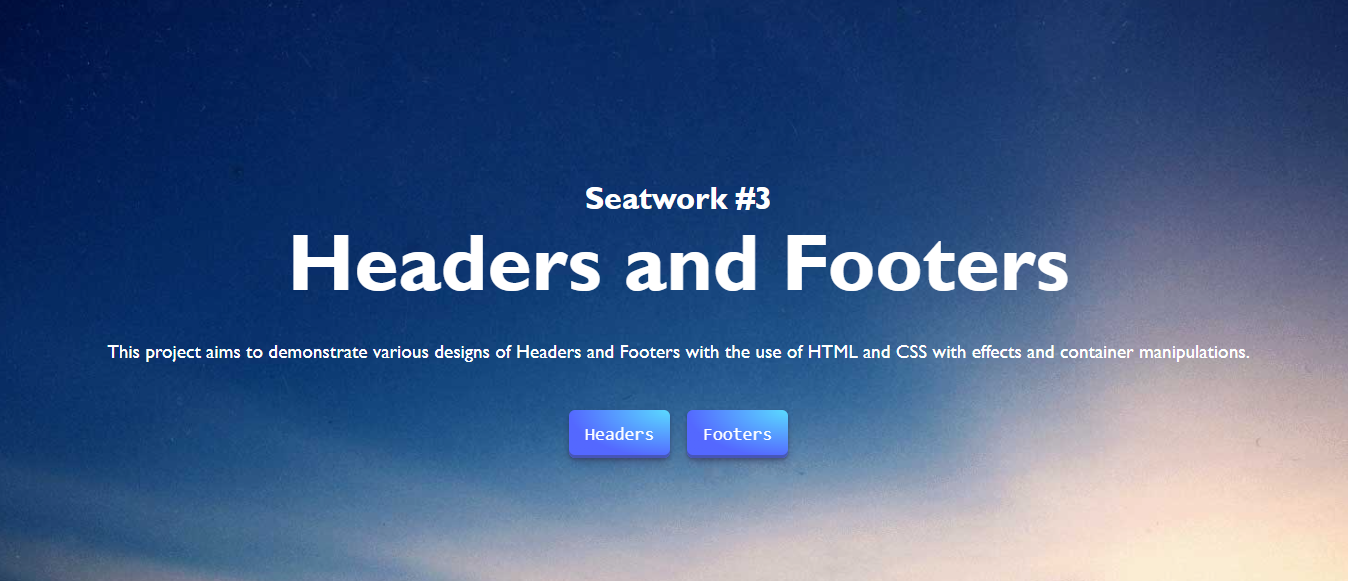 Seatwork #3
Headers and Footers
This project aims to demonstrate various designs of Headers and Footers with the use of HTML and CSS with effects and container manipulations.
Headers Footers